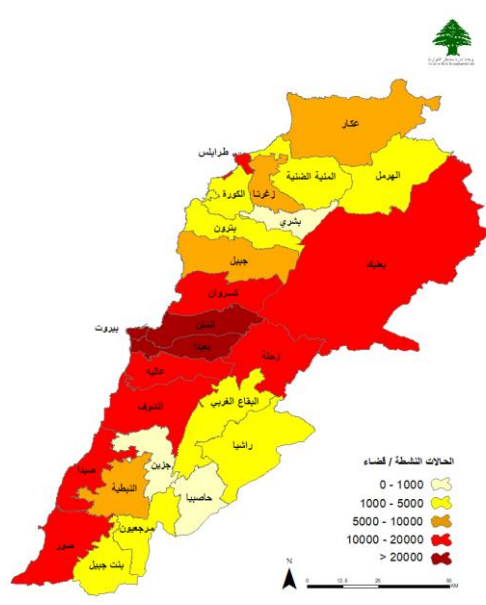 عكار
طرابلس
المنية الضنية
الهرمل
زغرتا
الكورة
بشري
بترون
جبيل
بعلبك
كسروان
المتن
بيروت
بعبدا
زحلة
عاليه
الشوف
البقاع الغربي
راشيا
جزين
صيدا
النبطية
حاصبيا
مرجعيون
صور
بنت جبيل
الحالات النشطة / قضاء
0 - 1000
1000 - 5000
5000 - 10000
10000 - 20000
> 20000
N
0 12.5 25 50
KM